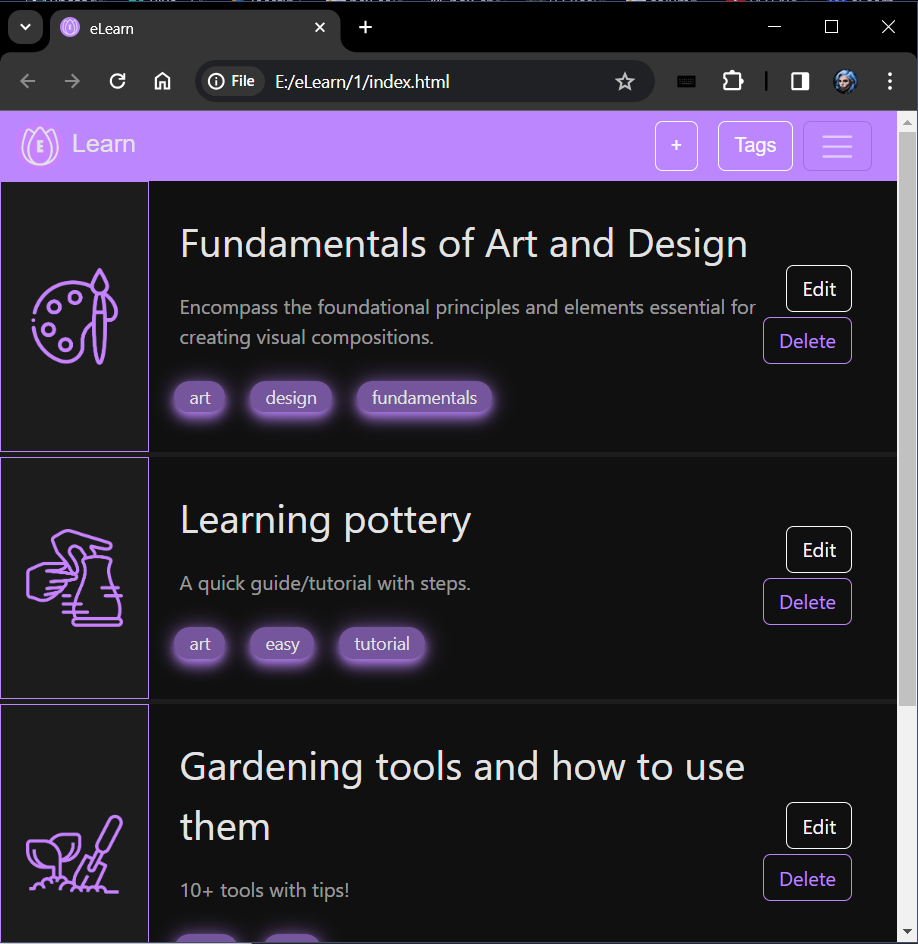 eLearn
File E:/eLearn/1/index.html
E Learn + Tags
Fundamentals of Art and Design
Encompass the foundational principles and elements essential for
creating visual compositions.
Edit
Delete
art design fundamentals
Learning pottery
A quick guide/tutorial with steps.
Edit
Delete
art easy tutorial
Gardening tools and how to use
them
10+ tools with tips!
Edit
Delete